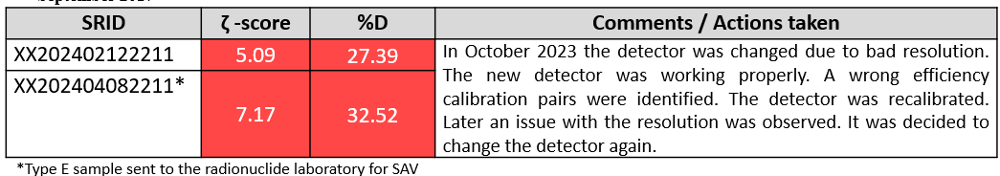 SRID ζ -score %D Comments / Actions taken
XX202402122211 5.09 27.39 In October 2023 the detector was changed due to bad resolution.
The new detector was working properly. A wrong efficiency
XX202404082211* 7.17 32.52 calibration pairs were identified. The detector was recalibrated.
Later an issue with the resolution was observed. It was decided to
change the detector again.
*Type E sample sent to the radionuclide laboratory for SAV